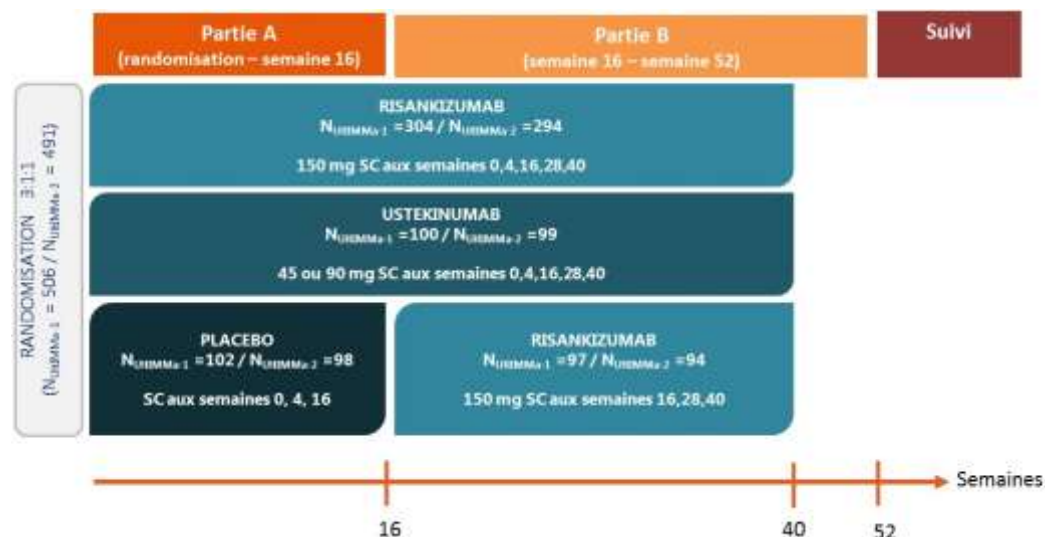 Partie A
(randomisation – semaine 16)
Partie B
(semaine 16 – semaine 52)
Suivi
RANDOMISATION 3:1:1
(NUltIMMa-1 = 506 / NUltIMMa-2 = 491)
RISANKIZUMAB
NUltIMMa-1 =304 / NUltIMMa-2 =294
150 mg SC aux semaines 0,4,16,28,40
USTEKINUMAB
NUltIMMa-1 =100 / NUltIMMa-2 =99
45 ou 90 mg SC aux semaines 0,4,16,28,40
PLACEBO
NUltIMMa-1 =102 / NUltIMMa-2 =98
SC aux semaines 0, 4, 16
RISANKIZUMAB
NUltIMMa-1 =97 / NUltIMMa-2 =94
150 mg SC aux semaines 16,28,40
Semaines
16
40
52